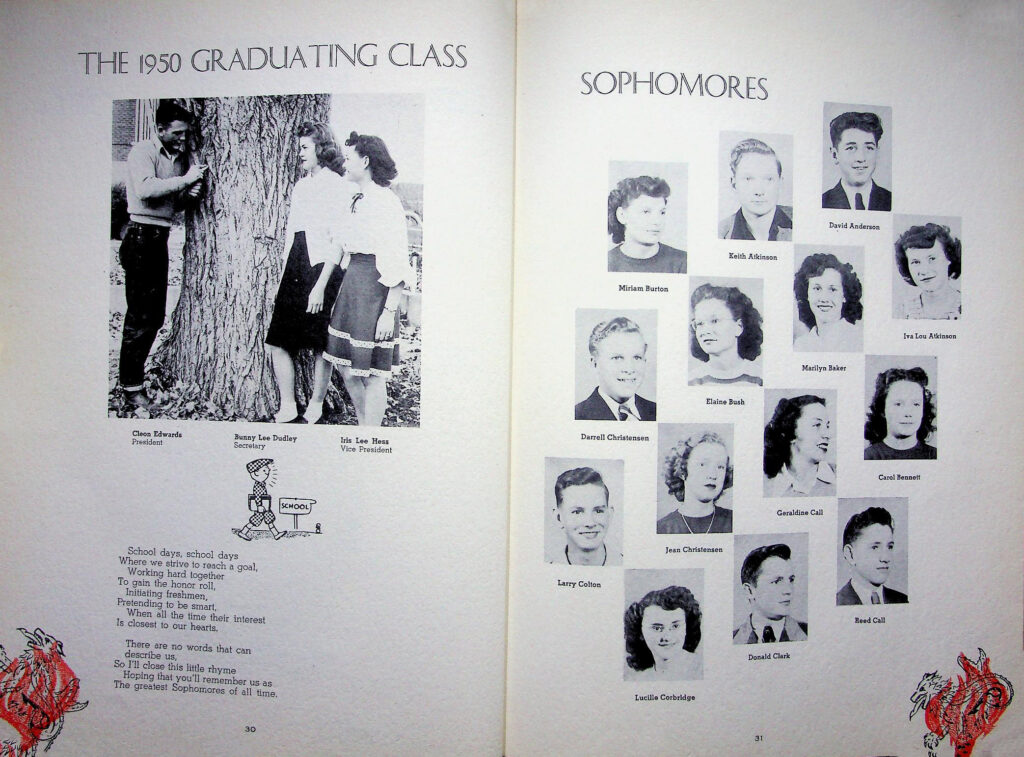 THE 1950 GRADUATING CLASS
Cleon Edwards
President
Bunny Lee Dudley
Secretary
Iris Lee Hess
Vice President
SCHOOL
School days, school days
Where we strive to reach a goal,
Working hard together
To gain the honor roll,
Initiating freshmen,
Pretending to be smart,
When all the time their interest
Is closest to our hearts.
There are no words that can
describe us,
So I'll close this little rhyme
Hoping that you'll remember us as
The greatest Sophomores of all time.
30
SOPHOMORES
David Anderson
Keith Atkinson
Miriam Burton
Iva Lou Atkinson
Marilyn Baker
Elaine Bush
Darrell Christensen
Carol Bennett
Geraldine Call
Jean Christensen
Larry Colton
Reed Call
Donald Clark
Lucille Corbridge
31